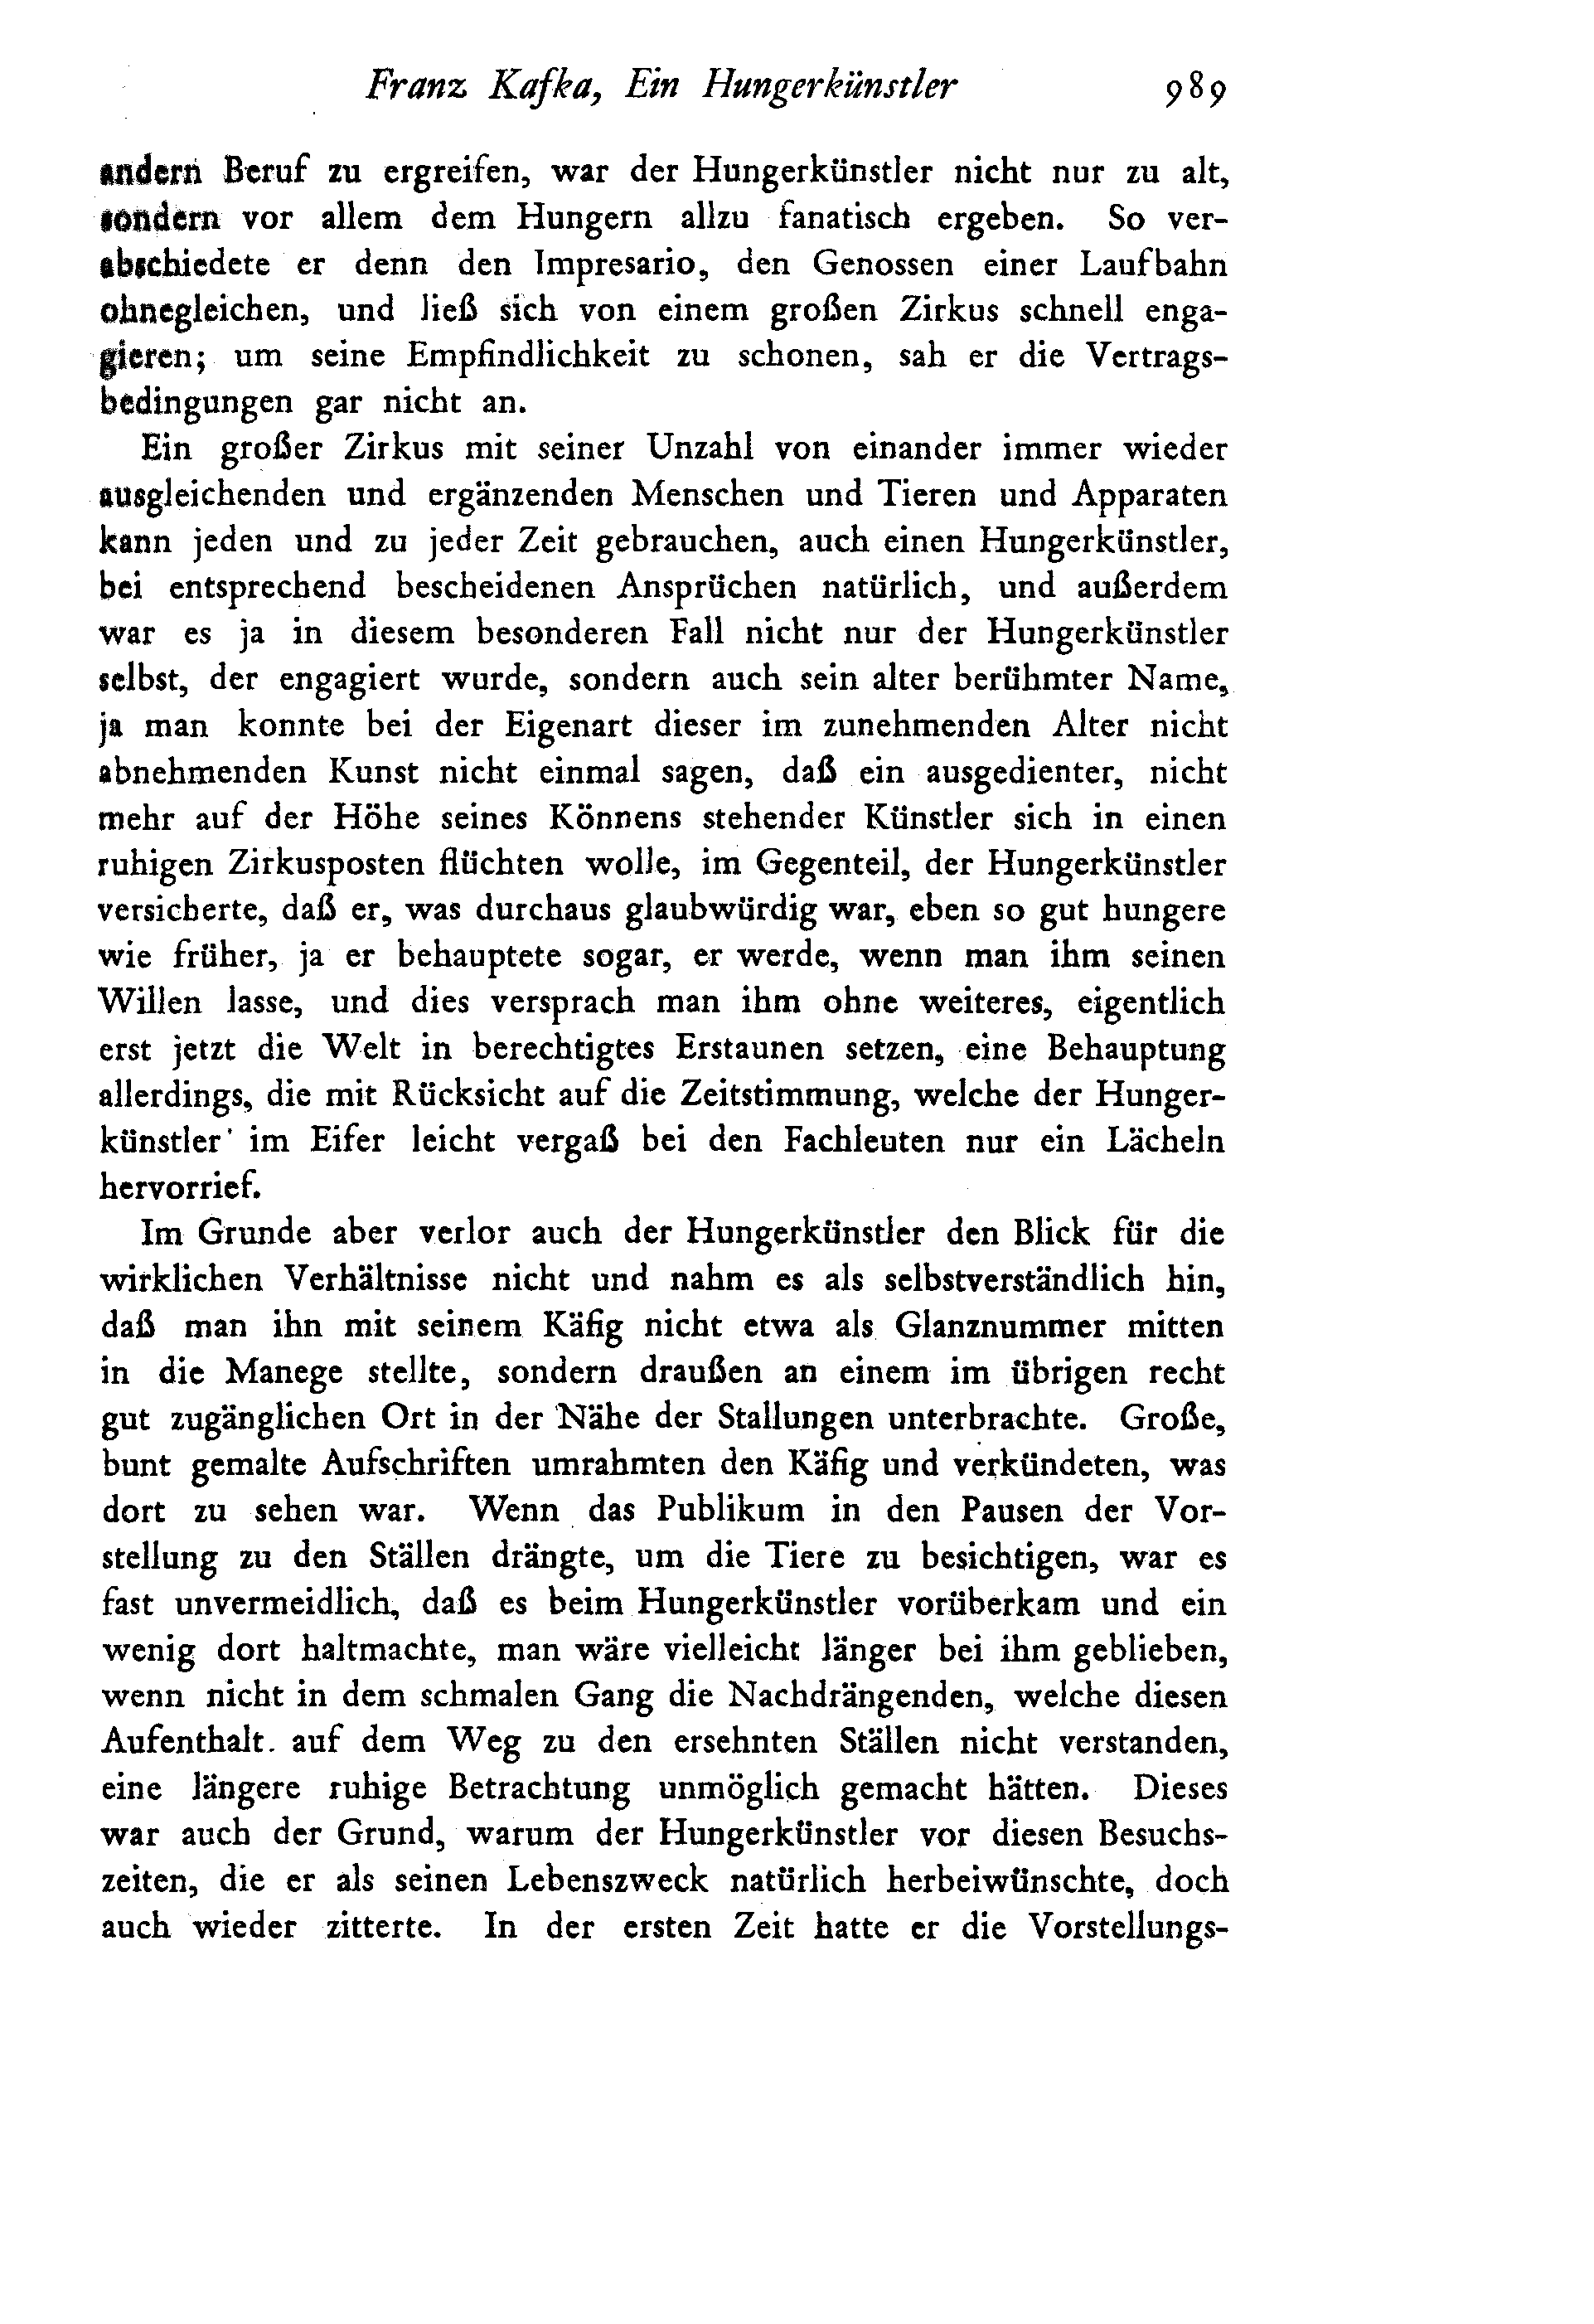 Franz Kafka, Ein Hungerkünstler 989
andern Beruf zu ergreifen, war der Hungerkünstler nicht nur zu alt,
sondern vor allem dem Hungern allzu fanatisch ergeben. So ver-
abschiedete er denn den Impresario, den Genossen einer Laufbahn
ohnegleichen, und ließ sich von einem großen Zirkus schnell enga-
gieren; um seine Empfindlichkeit zu schonen, sah er die Vertrags-
bedingungen gar nicht an.
Ein großer Zirkus mit seiner Unzahl von einander immer wieder
ausgleichenden und ergänzenden Menschen und Tieren und Apparaten
kann jeden und zu jeder Zeit gebrauchen, auch einen Hungerkünstler,
bei entsprechend bescheidenen Ansprüchen natürlich, und außerdem
war es ja in diesem besonderen Fall nicht nur der Hungerkünstler
selbst, der engagiert wurde, sondern auch sein alter berühmter Name,
ja man konnte bei der Eigenart dieser im zunehmenden Alter nicht
abnehmenden Kunst nicht einmal sagen, daß ein ausgedienter, nicht
mehr auf der Höhe seines Könnens stehender Künstler sich in einen
ruhigen Zirkusposten flüchten wolle, im Gegenteil, der Hungerkünstler
versicherte, daß er, was durchaus glaubwürdig war, eben so gut hungere
wie früher, ja er behauptete sogar, er werde, wenn man ihm seinen
Willen lasse, und dies versprach man ihm ohne weiteres, eigentlich
erst jetzt die Welt in berechtigtes Erstaunen setzen, eine Behauptung
allerdings, die mit Rücksicht auf die Zeitstimmung, welche der Hunger-
künstler im Eifer leicht vergaß bei den Fachleuten nur ein Lächeln
hervorrief.
Im Grunde aber verlor auch der Hungerkünstler den Blick für die
wirklichen Verhältnisse nicht und nahm es als selbstverständlich hin,
daß man ihn mit seinem Käfig nicht etwa als Glanznummer mitten
in die Manege stellte, sondern draußen an einem im übrigen recht
gut zugänglichen Ort in der Nähe der Stallungen unterbrachte. Große,
bunt gemalte Aufschriften umrahmten den Käfig und verkündeten, was
dort zu sehen war. Wenn das Publikum in den Pausen der Vor-
stellung zu den Ställen drängte, um die Tiere zu besichtigen, war es
fast unvermeidlich, daß es beim Hungerkünstler vorüberkam und ein
wenig dort haltmachte, man wäre vielleicht länger bei ihm geblieben,
wenn nicht in dem schmalen Gang die Nachdrängenden, welche diesen
Aufenthalt auf dem Weg zu den ersehnten Ställen nicht verstanden,
eine längere ruhige Betrachtung unmöglich gemacht hätten. Dieses
war auch der Grund, warum der Hungerkünstler vor diesen Besuchs-
zeiten, die er als seinen Lebenszweck natürlich herbeiwünschte, doch
auch wieder zitterte. In der ersten Zeit hatte er die Vorstellungs-